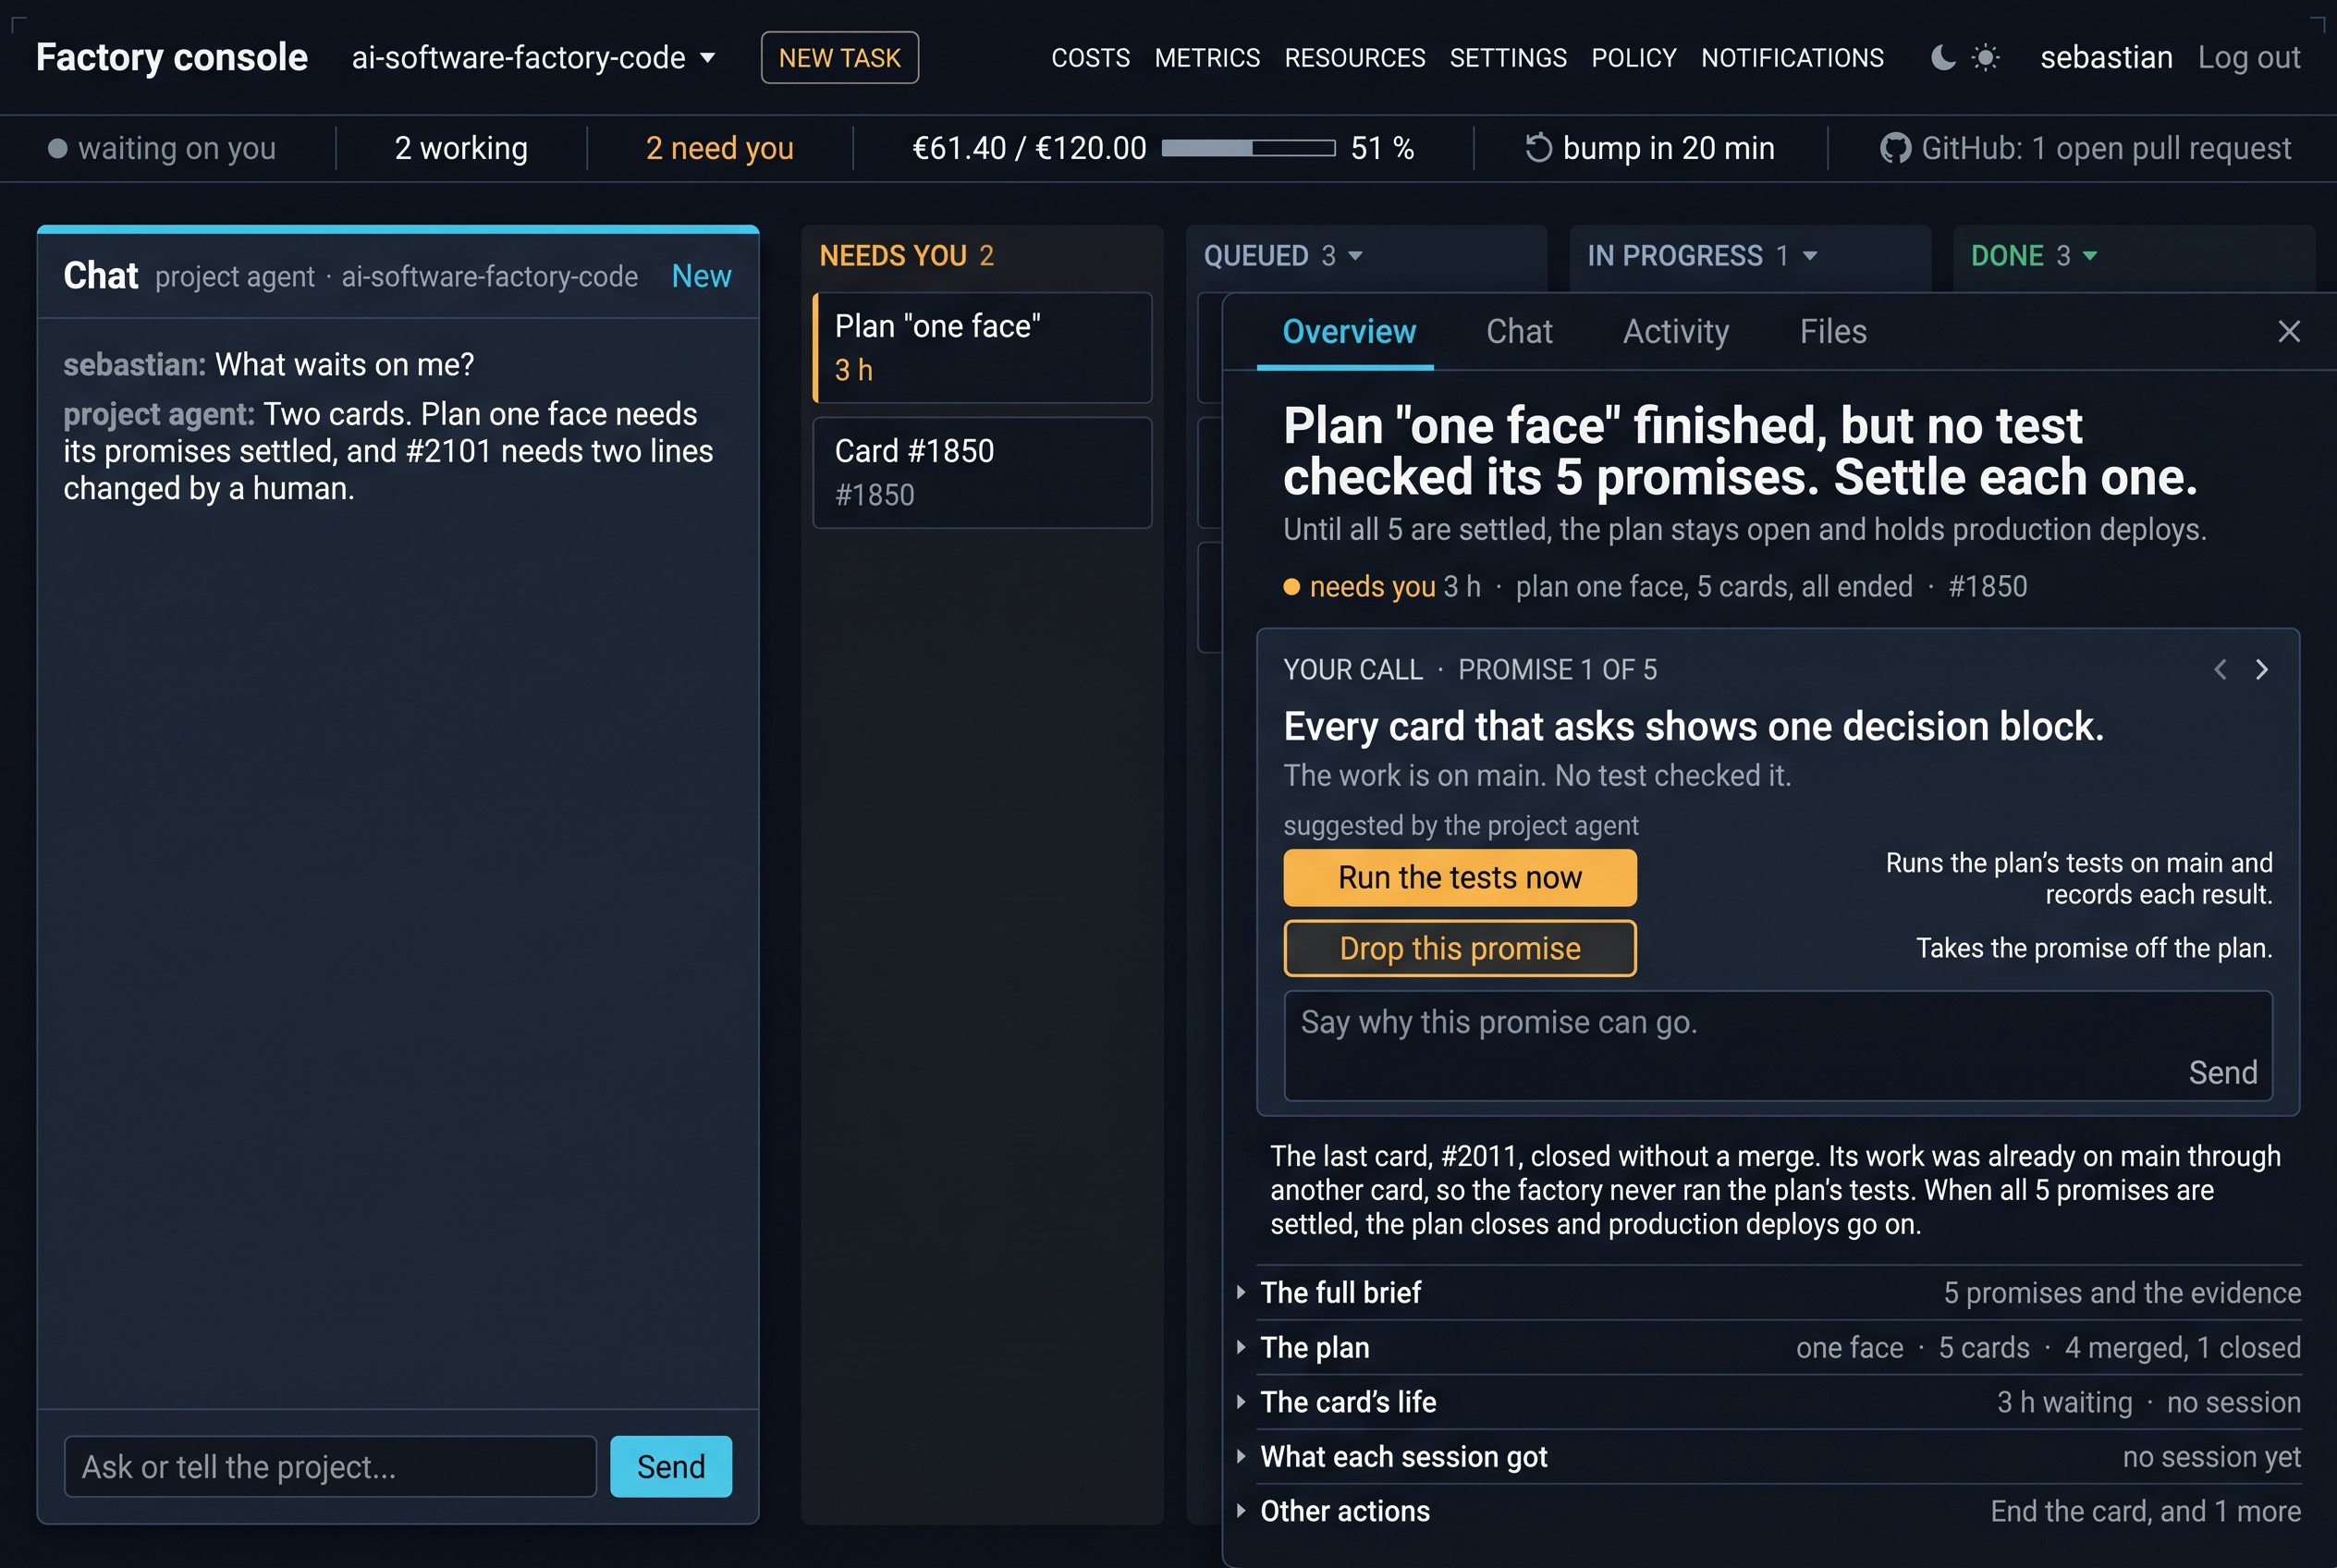 Factory console
ai-software-factory-code
NEW TASK
COSTS METRICS RESOURCES SETTINGS POLICY NOTIFICATIONS
sebastian Log out
waiting on you
2 working
2 need you
€61.40 / €120.00 51 %
bump in 20 min
GitHub: 1 open pull request
Chat project agent · ai-software-factory-code New
sebastian: What waits on me?
project agent: Two cards. Plan one face needs
its promises settled, and #2101 needs two lines
changed by a human.
Ask or tell the project...
Send
NEEDS YOU 2
Plan "one face"
3 h
Card #1850
#1850
QUEUED 3
IN PROGRESS 1
DONE 3
Overview Chat Activity Files
Plan "one face" finished, but no test
checked its 5 promises. Settle each one.
Until all 5 are settled, the plan stays open and holds production deploys.
needs you 3 h · plan one face, 5 cards, all ended · #1850
YOUR CALL · PROMISE 1 OF 5
Every card that asks shows one decision block.
The work is on main. No test checked it.
suggested by the project agent
Run the tests now
Runs the plan’s tests on main and
records each result.
Drop this promise
Takes the promise off the plan.
Say why this promise can go.
Send
The last card, #2011, closed without a merge. Its work was already on main through
another card, so the factory never ran the plan's tests. When all 5 promises are
settled, the plan closes and production deploys go on.
The full brief 5 promises and the evidence
The plan one face · 5 cards · 4 merged, 1 closed
The card’s life 3 h waiting · no session
What each session got no session yet
Other actions End the card, and 1 more